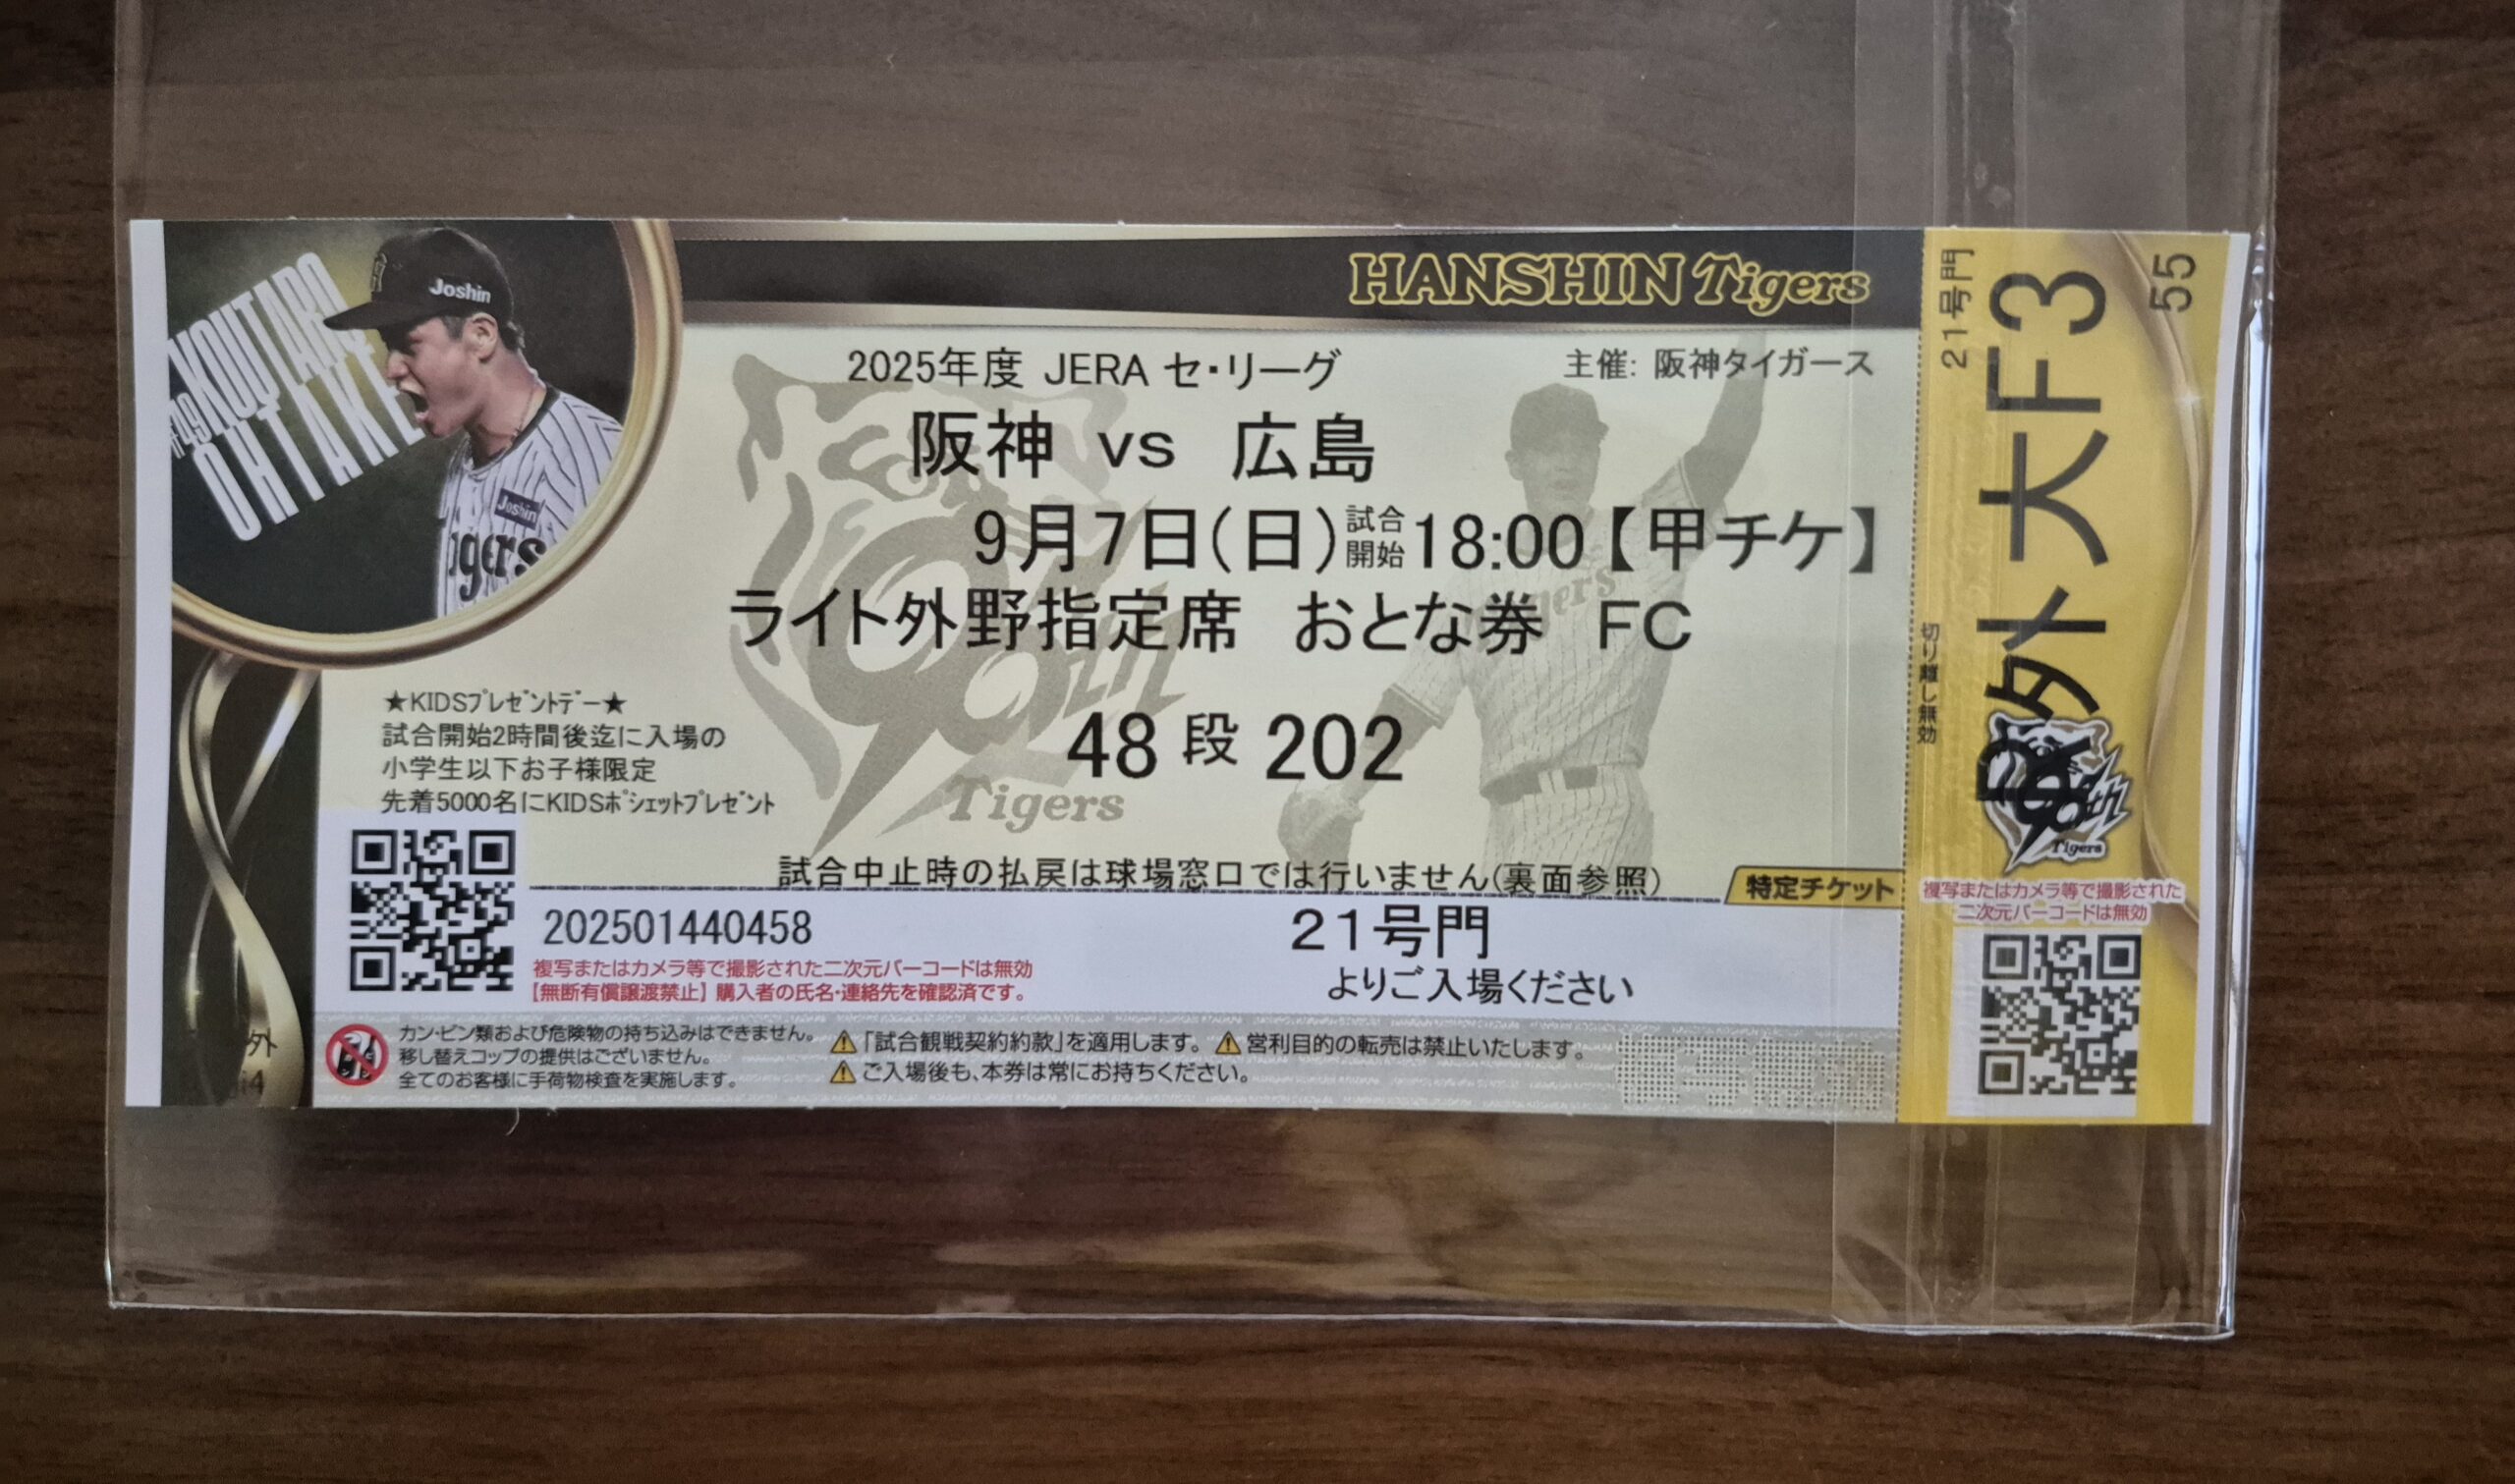 #49 KOUTARO
OHTAKE
Joshin
Joshin
Tigers
HANSHIN Tigers
2025年度 JERA セ・リーグ
主催: 阪神タイガース
阪神 vs 広島
9月7日(日) 試合開始 18:00【甲チケ】
ライト外野指定席 おとな券 FC
48 段 202
★KIDSプレゼントデー★
試合開始2時間後迄に入場の
小学生以下お子様限定
先着5000名にKIDSポシェットプレゼント
90th
Tigers
試合中止時の払戻は球場窓口では行いません(裏面参照)
特定チケット
202501440458
複写またはカメラ等で撮影された二次元バーコードは無効
【無断有償譲渡禁止】購入者の氏名・連絡先を確認済です。
21号門
よりご入場ください
カン・ビン類および危険物の持ち込みはできません。
移し替えコップの提供はございません。
全てのお客様に手荷物検査を実施します。
「試合観戦契約約款」を適用します。
営利目的の転売は禁止いたします。
ご入場後も、本券は常にお持ちください。
外
切り離し無効
21号門
R外 大F3
55
90th
Tigers
複写またはカメラ等で撮影された
二次元バーコードは無効